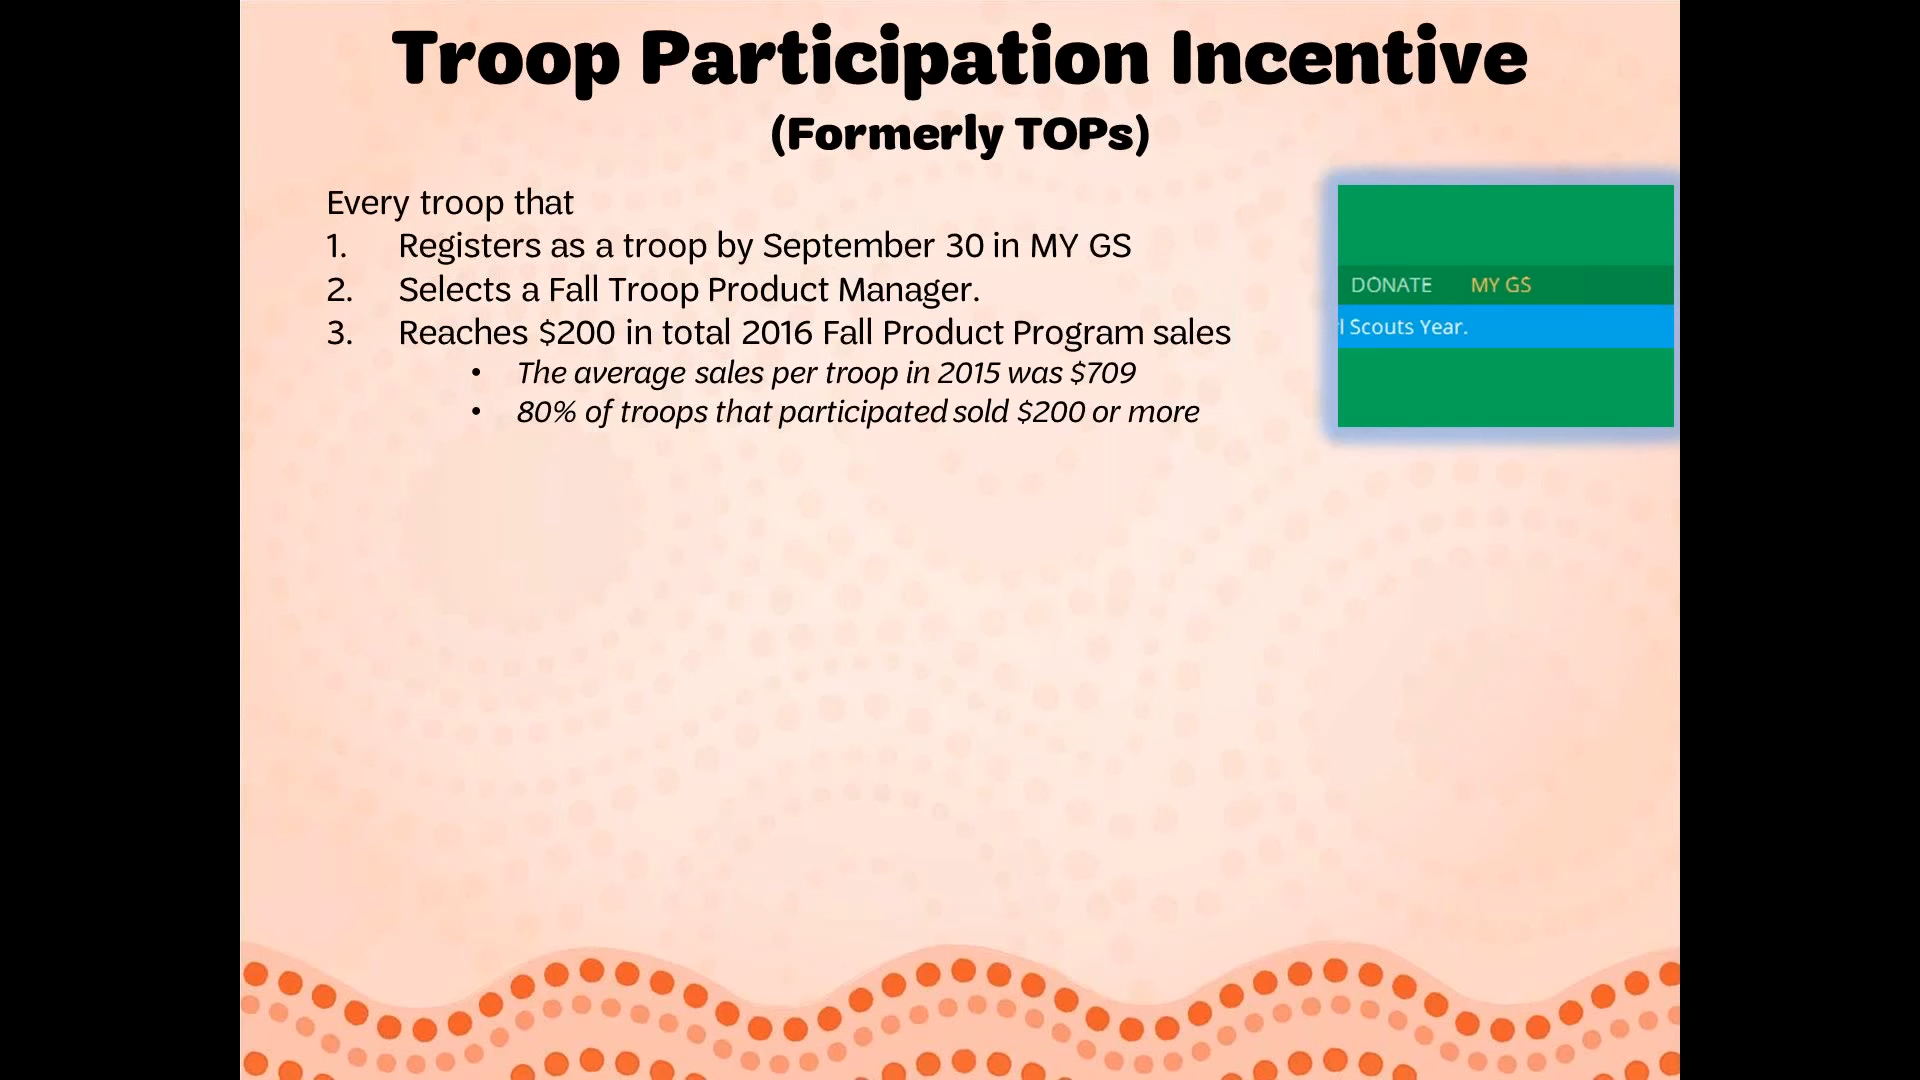 Troop Participation Incentive
(Formerly TOPs)
Every troop that
1. Registers as a troop by September 30 in MY GS
2. Selects a Fall Troop Product Manager.
3. Reaches $200 in total 2016 Fall Product Program sales
• The average sales per troop in 2015 was $709
• 80% of troops that participated sold $200 or more
DONATE MY GS
l Scouts Year.